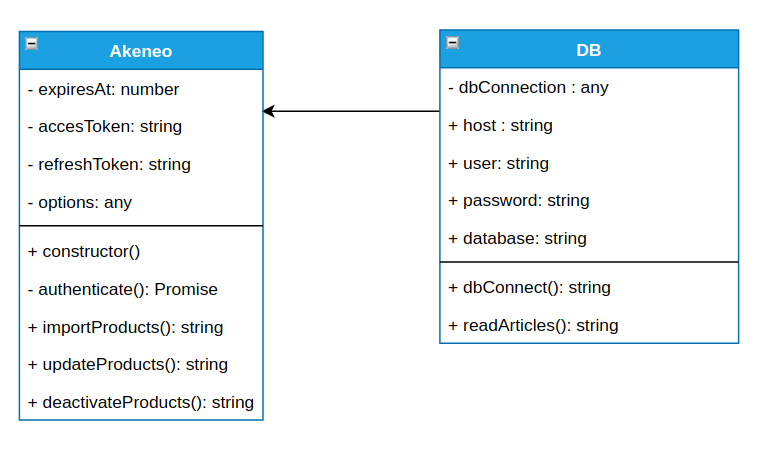 Akeneo
- expiresAt: number
- accesToken: string
- refreshToken: string
- options: any
+ constructor()
- authenticate(): Promise
+ importProducts(): string
+ updateProducts(): string
+ deactivateProducts(): string
DB
- dbConnection : any
+ host : string
+ user: string
+ password: string
+ database: string
+ dbConnect(): string
+ readArticles(): string